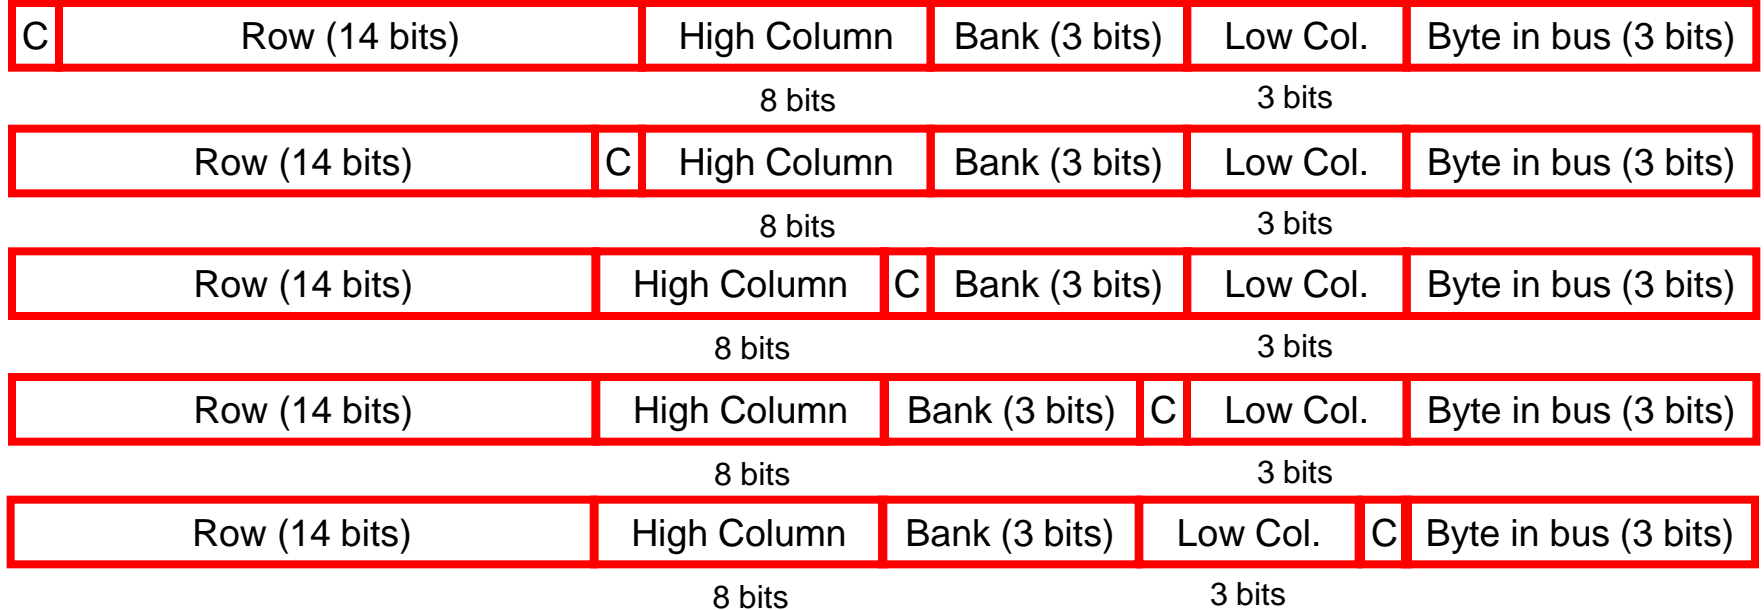 C Row (14 bits) High Column Bank (3 bits) Low Col. Byte in bus (3 bits)
8 bits 3 bits
Row (14 bits) C High Column Bank (3 bits) Low Col. Byte in bus (3 bits)
8 bits 3 bits
Row (14 bits) High Column C Bank (3 bits) Low Col. Byte in bus (3 bits)
8 bits 3 bits
Row (14 bits) High Column Bank (3 bits) C Low Col. Byte in bus (3 bits)
8 bits 3 bits
Row (14 bits) High Column Bank (3 bits) Low Col. C Byte in bus (3 bits)
8 bits 3 bits